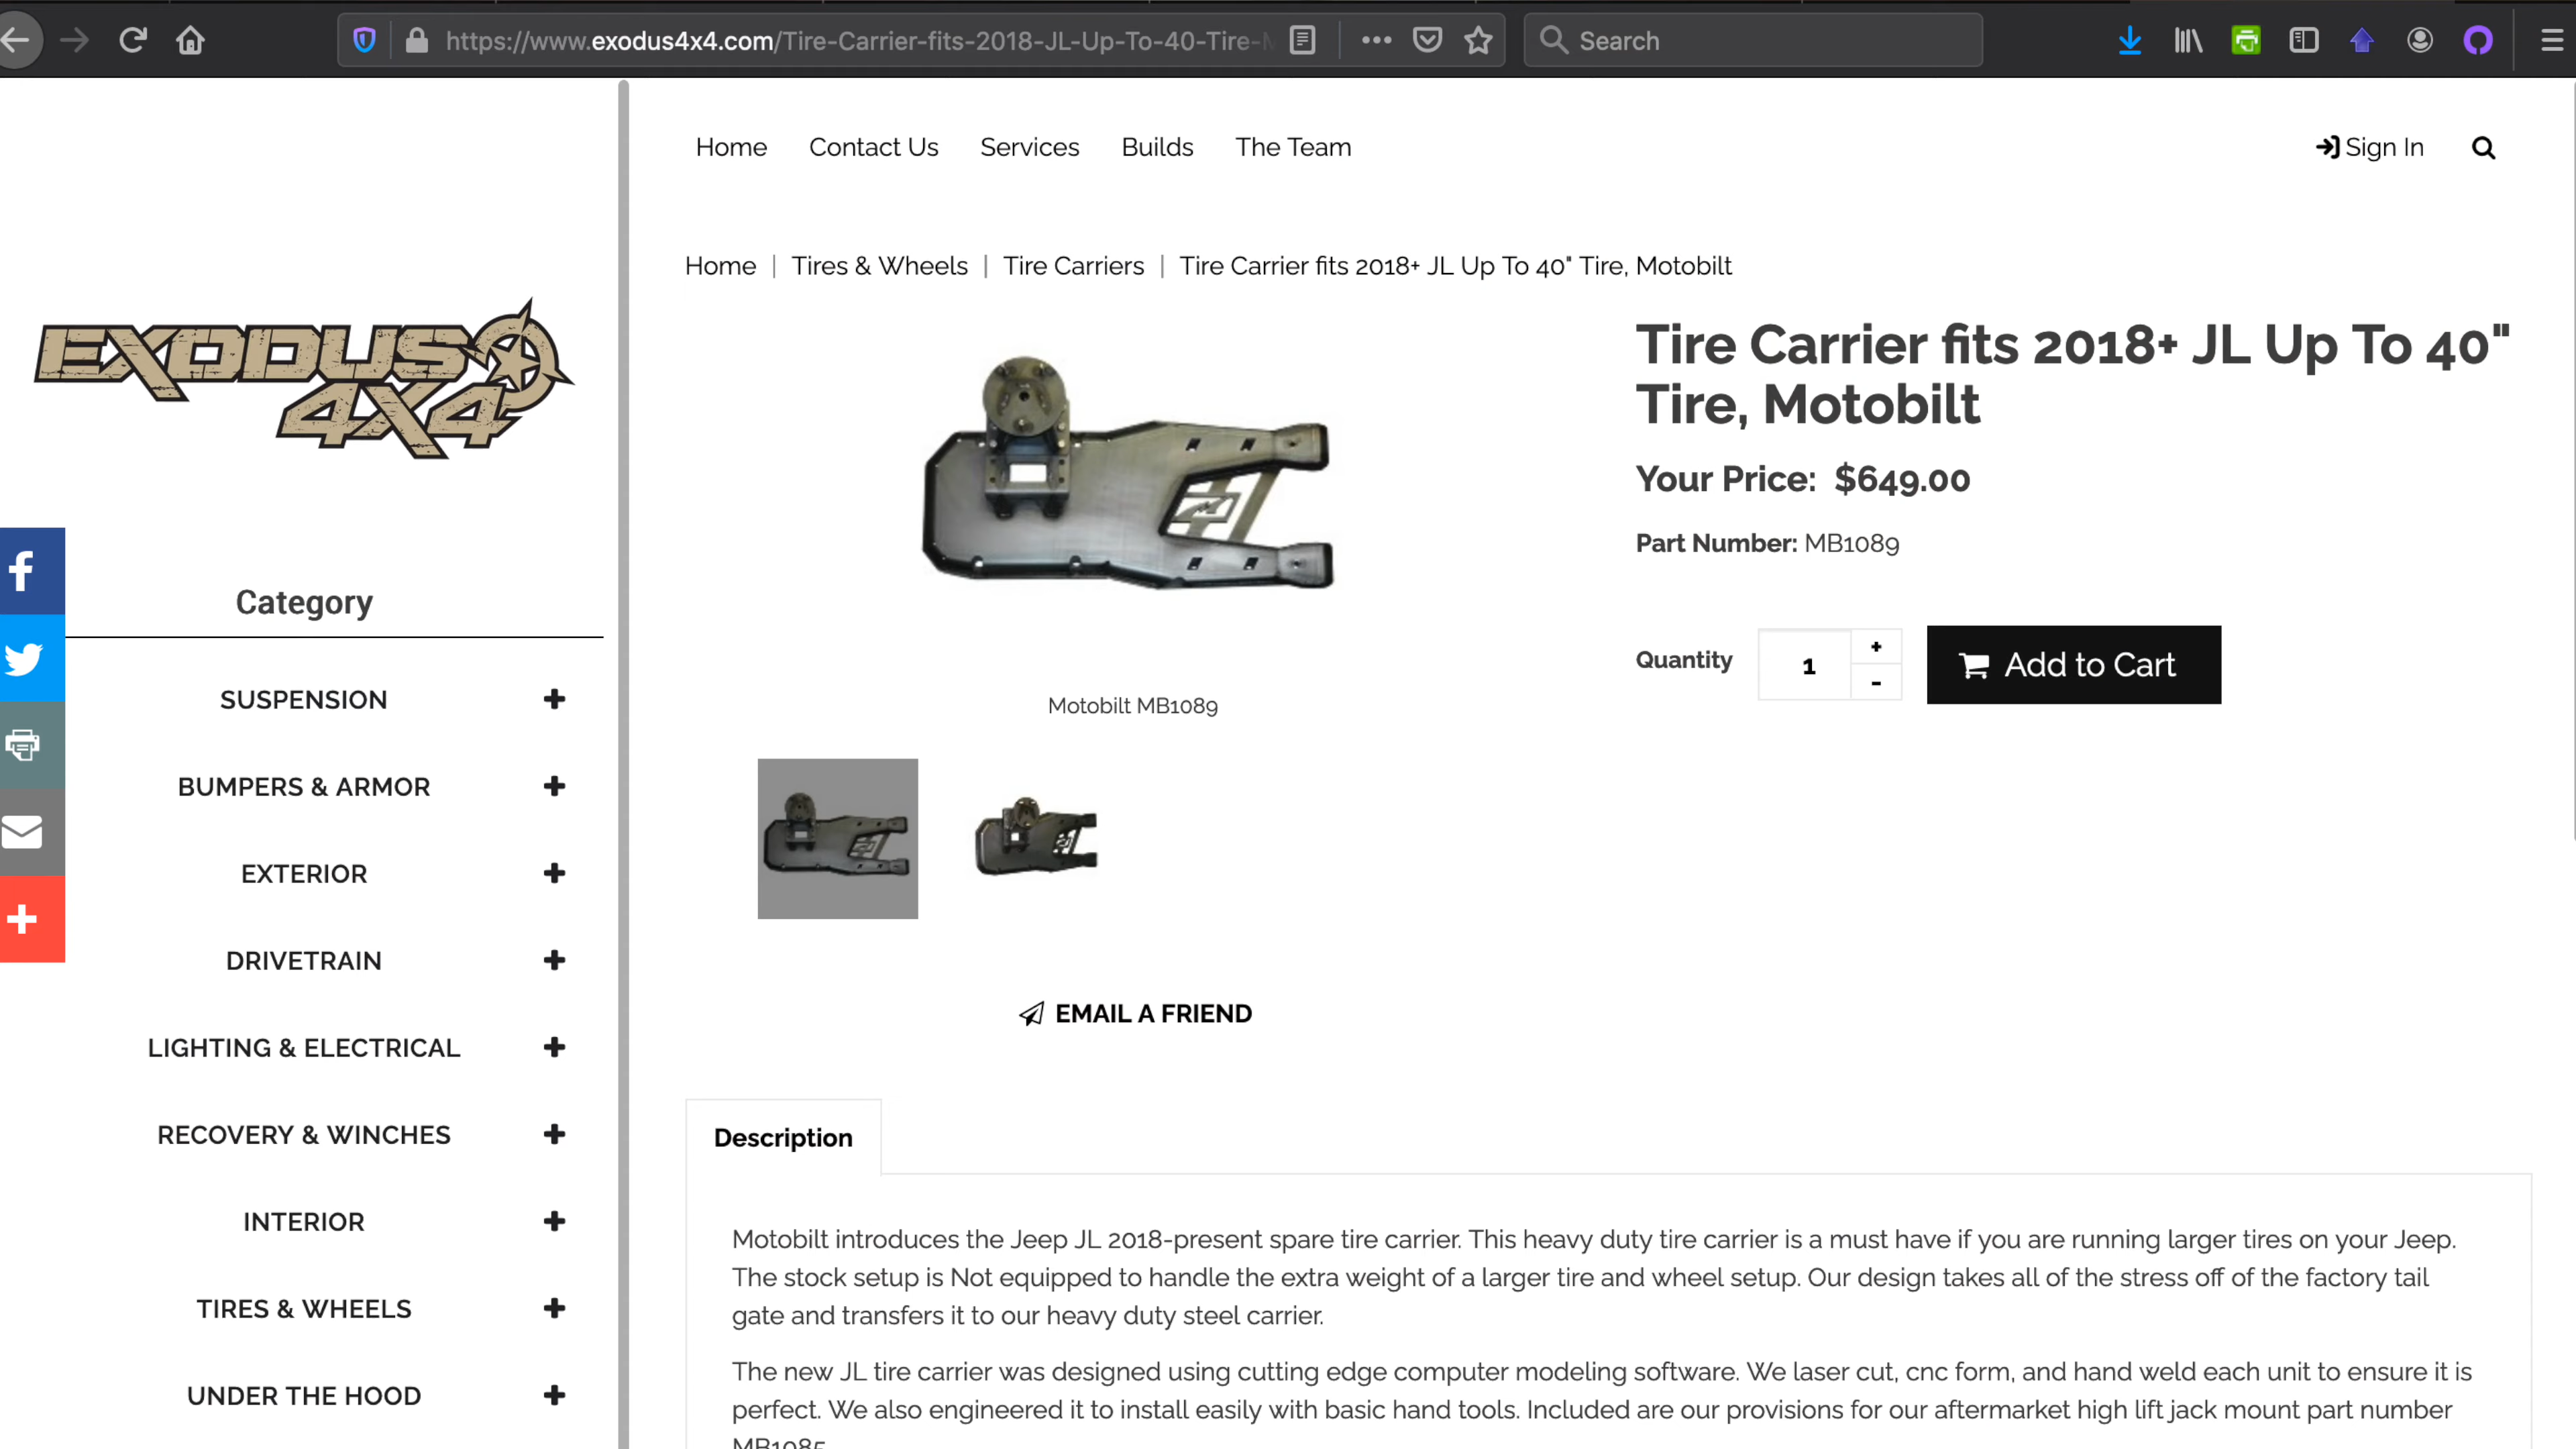 https://www.exodus4x4.com/Tire-Carrier-fits-2018-JL-Up-To-40-Tire-
Search
Home
Contact Us
Services
Builds
The Team
Sign In
Home | Tires & Wheels | Tire Carriers | Tire Carrier fits 2018+ JL Up To 40" Tire, Motobilt
EXODUS
4X4
Category
SUSPENSION
BUMPERS & ARMOR
EXTERIOR
DRIVETRAIN
LIGHTING & ELECTRICAL
RECOVERY & WINCHES
INTERIOR
TIRES & WHEELS
UNDER THE HOOD
Motobilt MB1089
EMAIL A FRIEND
Tire Carrier fits 2018+ JL Up To 40"
Tire, Motobilt
Your Price: $649.00
Part Number: MB1089
Quantity
1
+
-
Add to Cart
Description
Motobilt introduces the Jeep JL 2018-present spare tire carrier. This heavy duty tire carrier is a must have if you are running larger tires on your Jeep.
The stock setup is Not equipped to handle the extra weight of a larger tire and wheel setup. Our design takes all of the stress off of the factory tail
gate and transfers it to our heavy duty steel carrier.
The new JL tire carrier was designed using cutting edge computer modeling software. We laser cut, cnc form, and hand weld each unit to ensure it is
perfect. We also engineered it to install easily with basic hand tools. Included are our provisions for our aftermarket high lift jack mount part number
MB1085